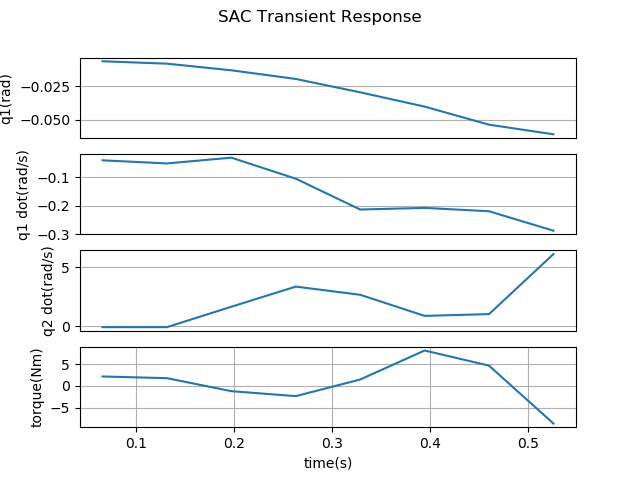 SAC Transient Response
q1(rad)
−0.025
−0.050
q1 dot(rad/s)
−0.1
−0.2
−0.3
q2 dot(rad/s)
5
0
torque(Nm)
5
0
−5
0.1 0.2 0.3 0.4 0.5
time(s)